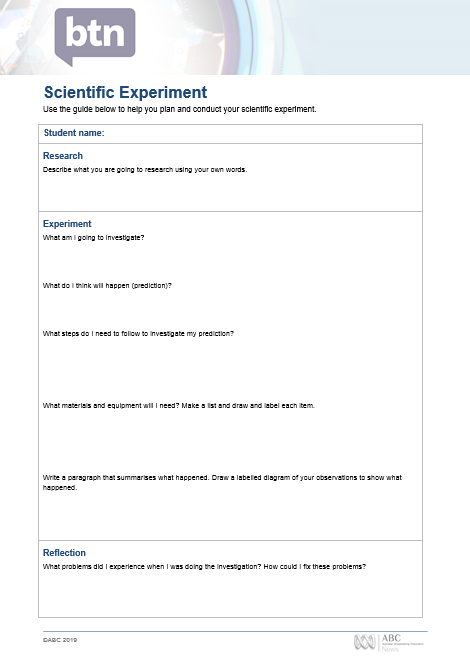 btn
Scientific Experiment
Use the guide below to help you plan and conduct your scientific experiment.
Student name:
Research
Describe what you are going to research using your own words.
Experiment
What am I going to investigate?
What do I think will happen (prediction)?
What steps do I need to follow to investigate my prediction?
What materials and equipment will I need? Make a list and draw and label each item.
Write a paragraph that summarises what happened. Draw a labelled diagram of your observations to show what
happened.
Reflection
What problems did I experience when I was doing the investigation? How could I fix these problems?
©ABC 2019
ABC
News